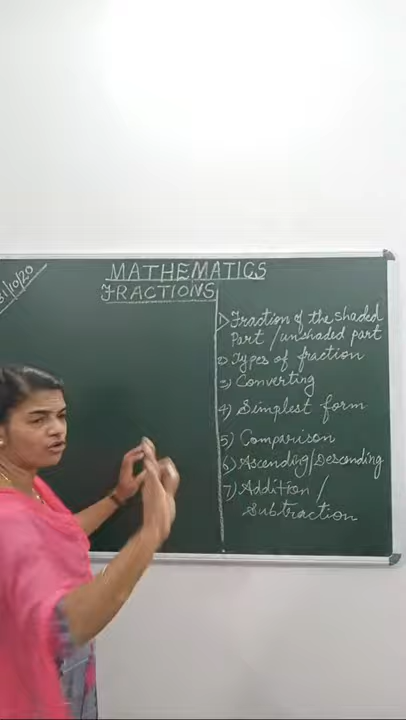 31/10/20
MATHEMATICS
FRACTIONS
1) Fraction of the shaded
Part / unshaded part
2) Types of fraction
3) Converting
4) Simplest form
5) Comparison
6) Ascending/Descending
7) Addition /
Subtraction